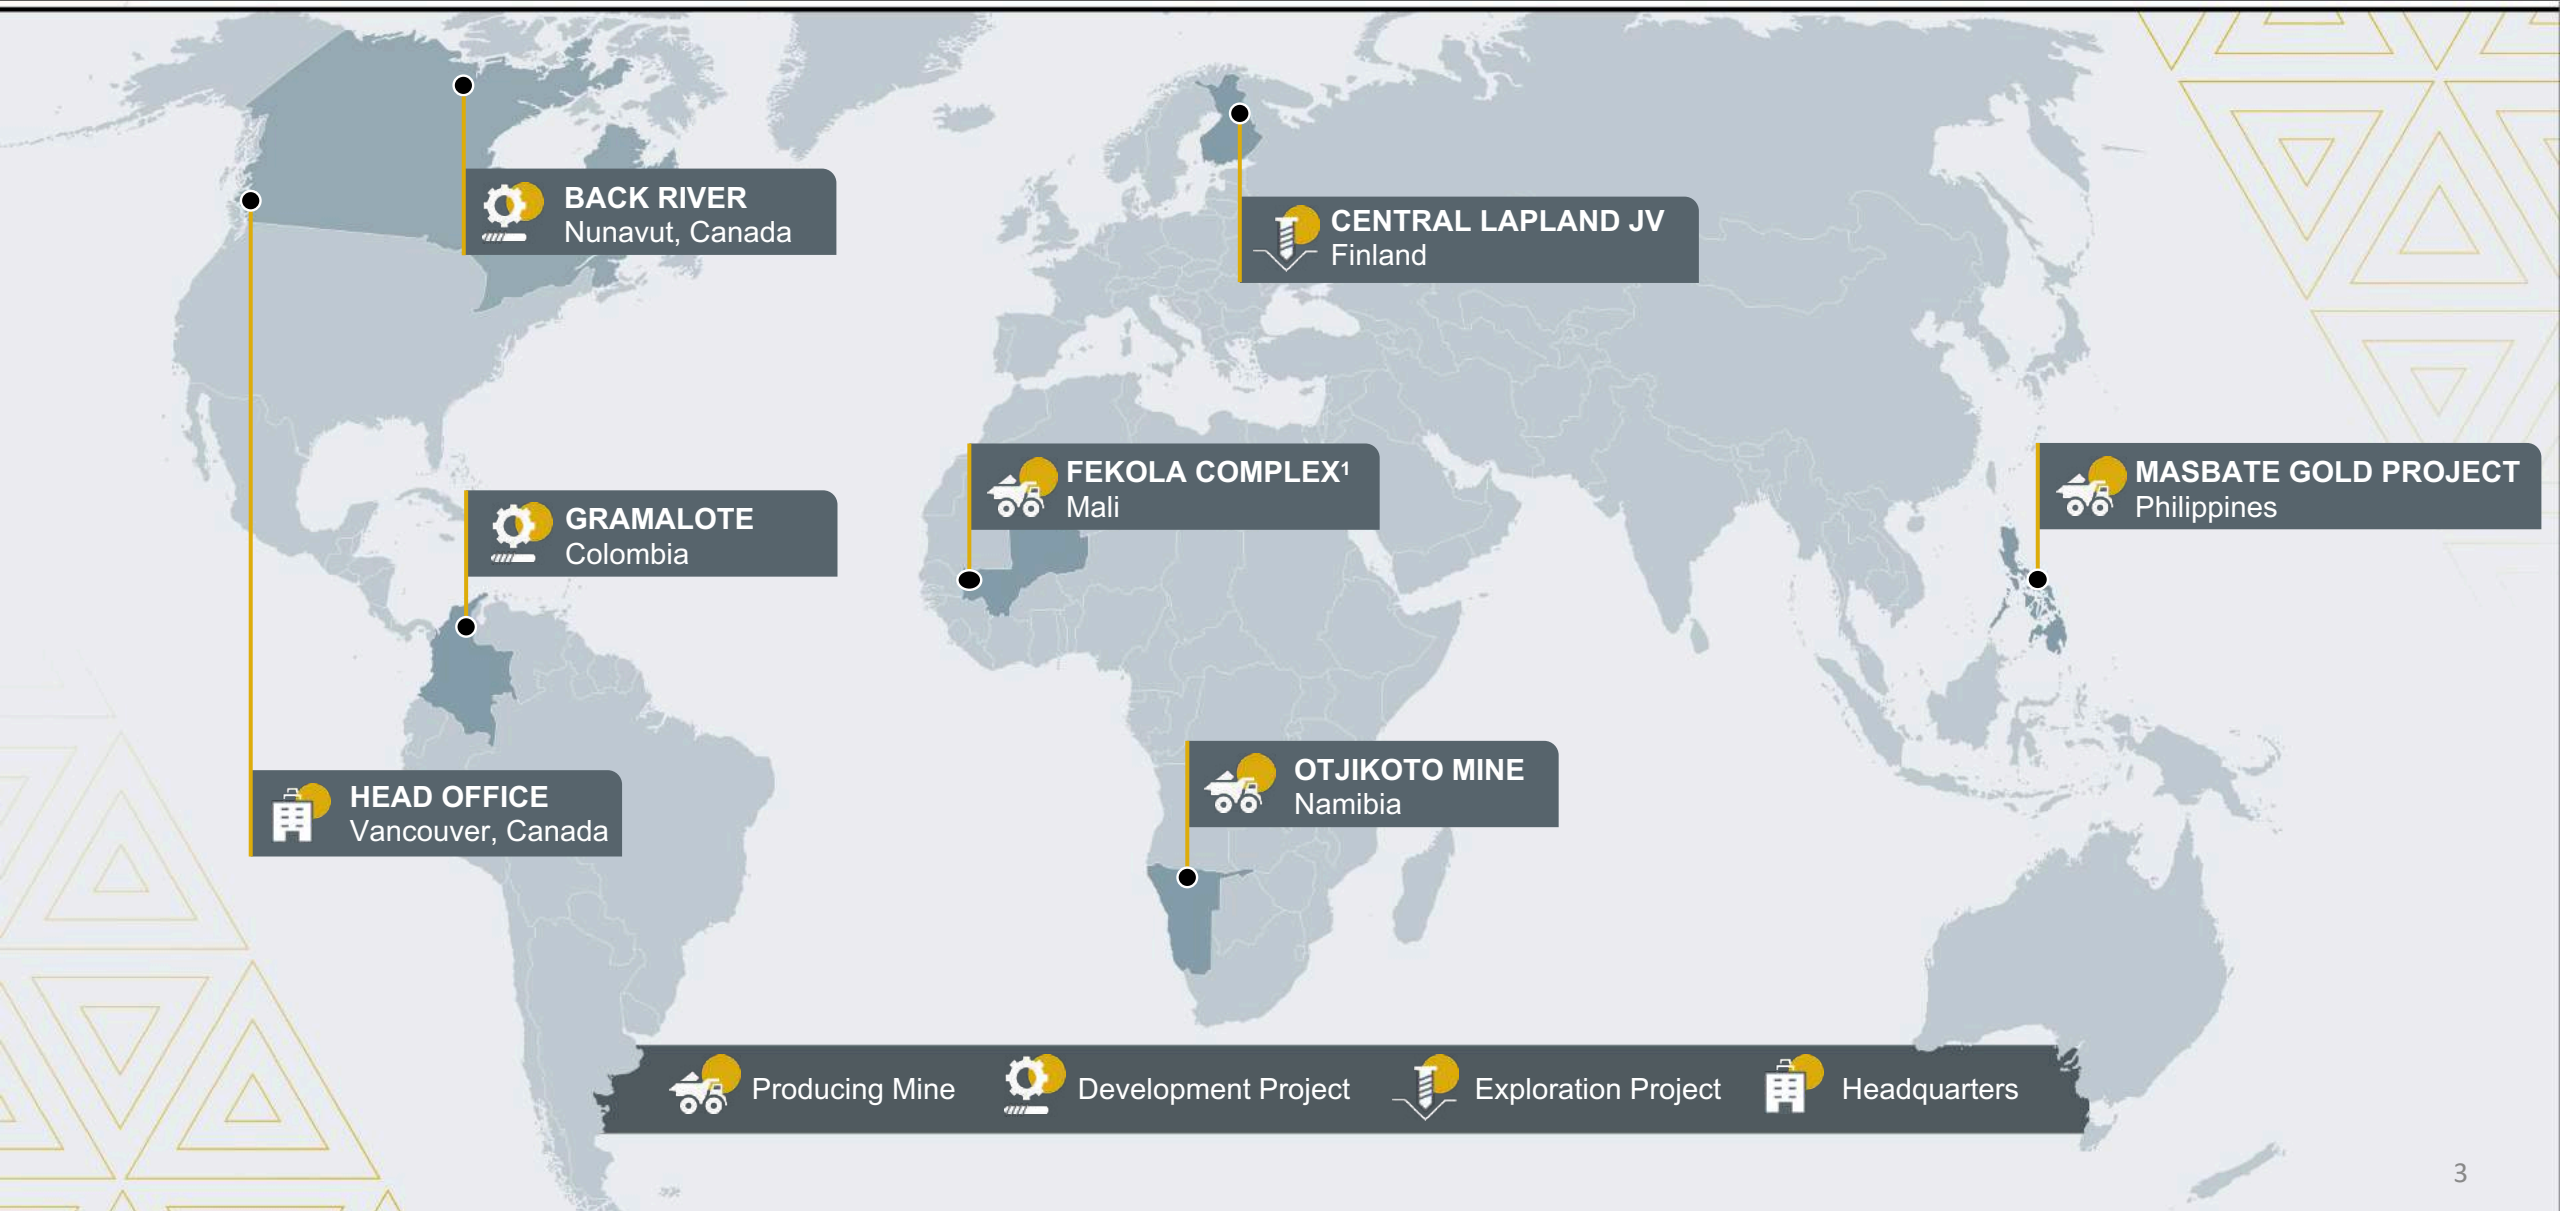 BACK RIVER
Nunavut, Canada
CENTRAL LAPLAND JV
Finland
FEKOLA COMPLEX¹
Mali
MASBATE GOLD PROJECT
Philippines
GRAMALOTE
Colombia
HEAD OFFICE
Vancouver, Canada
OTJIKOTO MINE
Namibia
Producing Mine
Development Project
Exploration Project
Headquarters
3